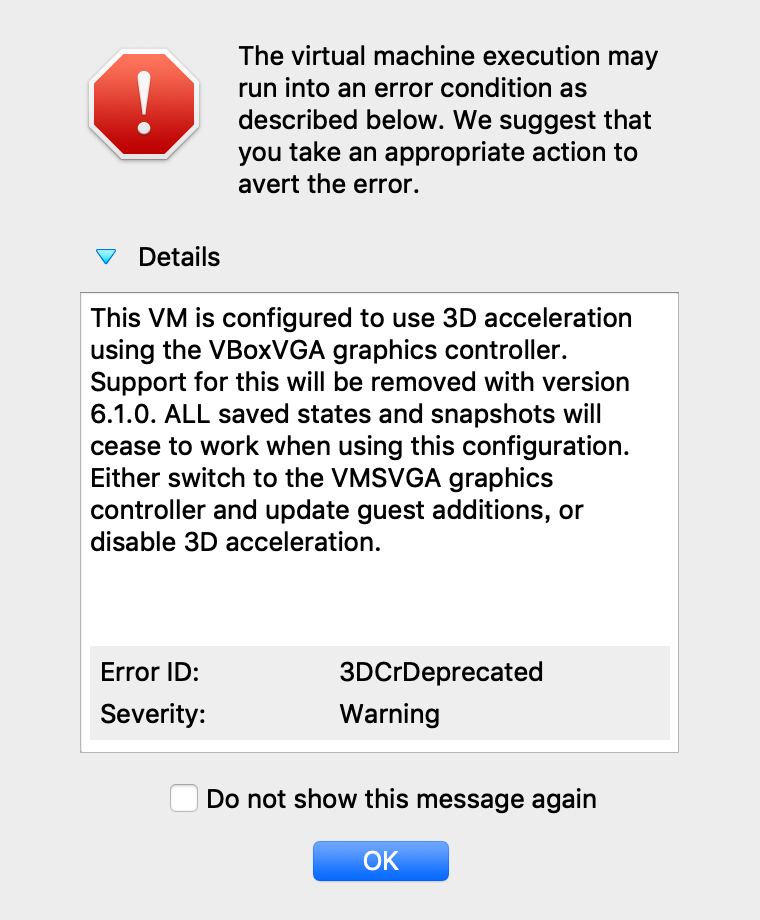 The virtual machine execution may
run into an error condition as
described below. We suggest that
you take an appropriate action to
avert the error.
Details
This VM is configured to use 3D acceleration
using the VBoxVGA graphics controller.
Support for this will be removed with version
6.1.0. ALL saved states and snapshots will
cease to work when using this configuration.
Either switch to the VMSVGA graphics
controller and update guest additions, or
disable 3D acceleration.
Error ID: 3DCrDeprecated
Severity: Warning
Do not show this message again
OK